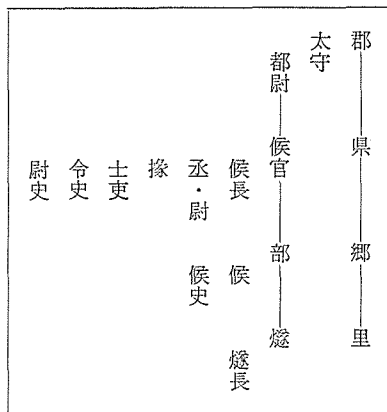 郡――県――郷――里
太守
都尉――候官――部――燧
候長 候 燧長
丞・尉 候史
掾
士吏
令史
尉史